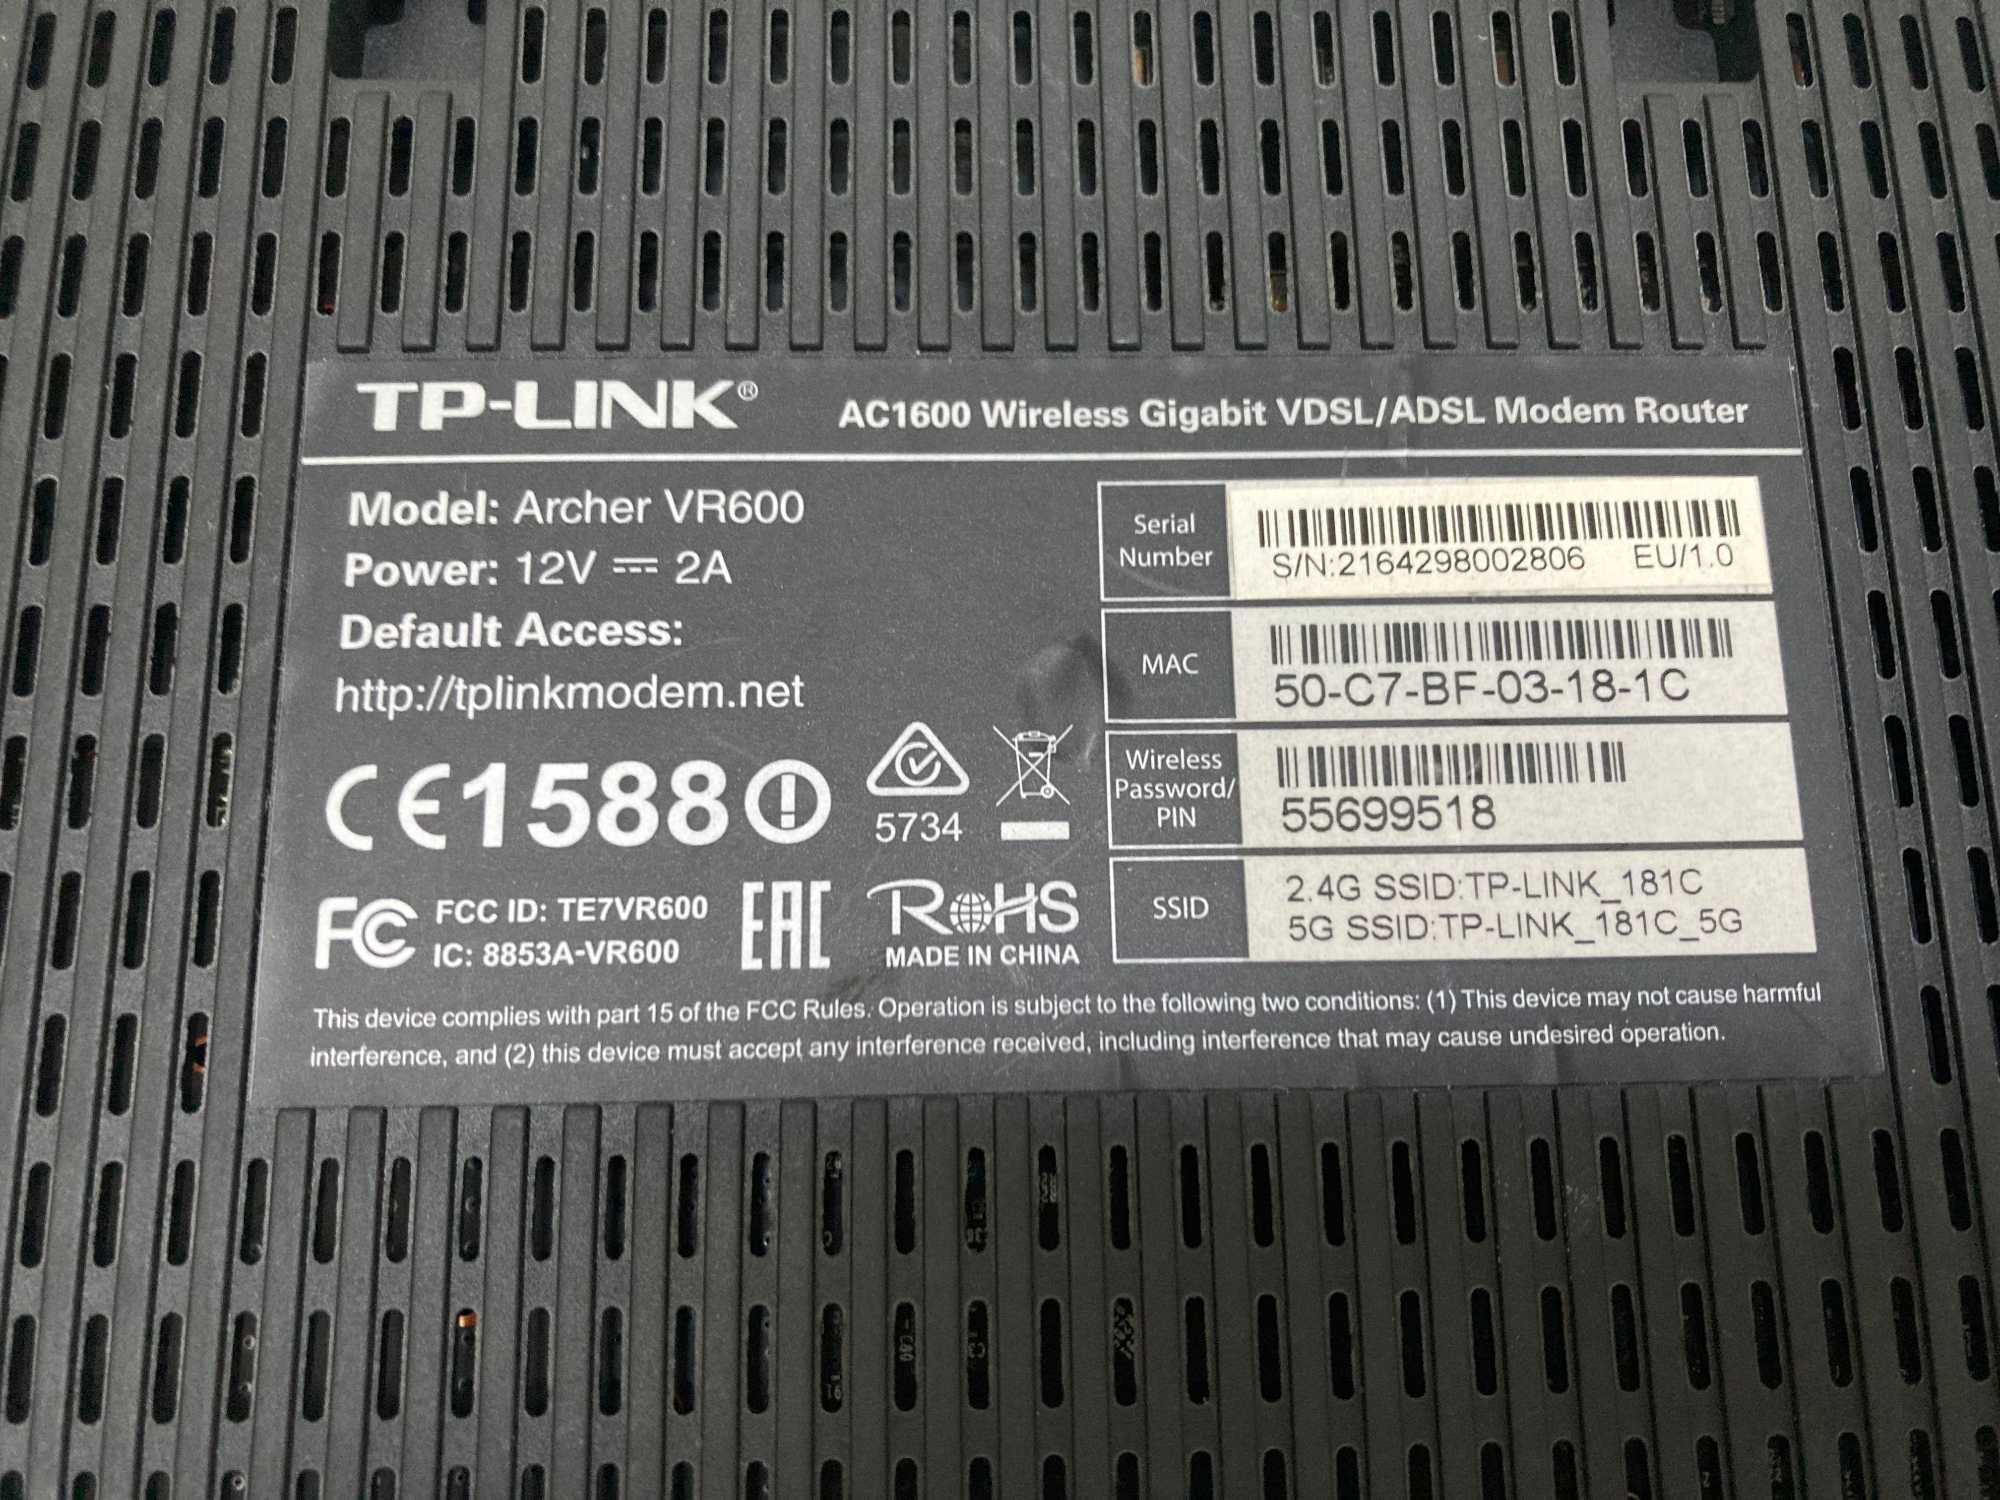 TP-LINK®
AC1600 Wireless Gigabit VDSL/ADSL Modem Router
Model: Archer VR600
Power: 12V ⎓ 2A
Default Access:
http://tplinkmodem.net
CE1588
5734
FC FCC ID: TE7VR600
IC: 8853A-VR600
EAC
RoHS
MADE IN CHINA
Serial
Number
S/N:2164298002806 EU/1.0
MAC
50-C7-BF-03-18-1C
Wireless
Password/
PIN
55699518
SSID
2.4G SSID:TP-LINK_181C
5G SSID:TP-LINK_181C_5G
This device complies with part 15 of the FCC Rules. Operation is subject to the following two conditions: (1) This device may not cause harmful
interference, and (2) this device must accept any interference received, including interference that may cause undesired operation.